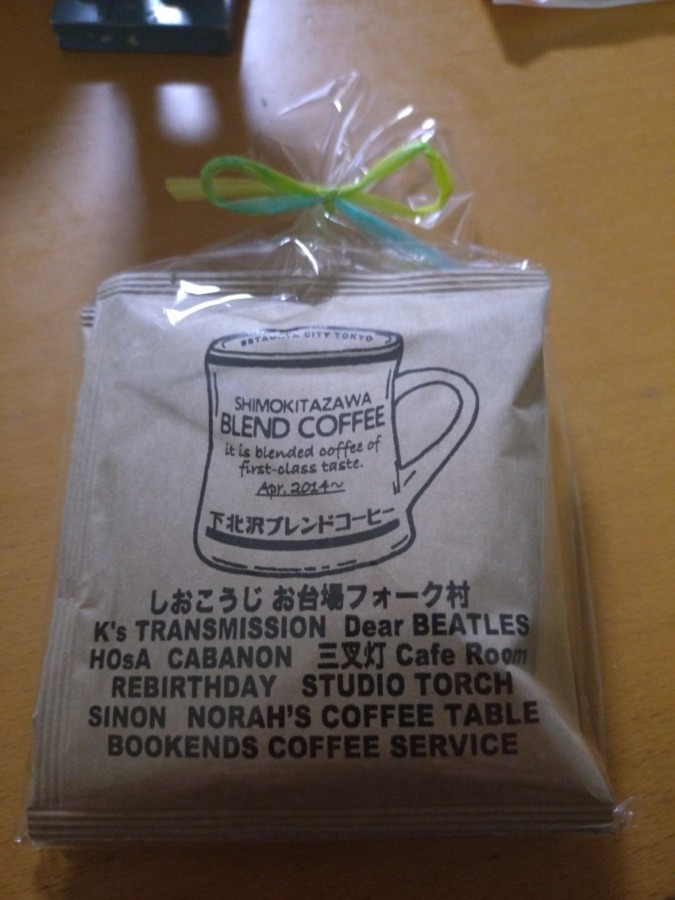 SETAGAYA CITY TOKYO
SHIMOKITAZAWA
BLEND COFFEE
it is blended coffee of
first-class taste.
Apr. 2014〜
下北沢ブレンドコーヒー
しおこうじ お台場フォーク村
K's TRANSMISSION Dear BEATLES
HOsA CABANON 三叉灯 Cafe Room
REBIRTHDAY STUDIO TORCH
SINON NORAH'S COFFEE TABLE
BOOKENDS COFFEE SERVICE